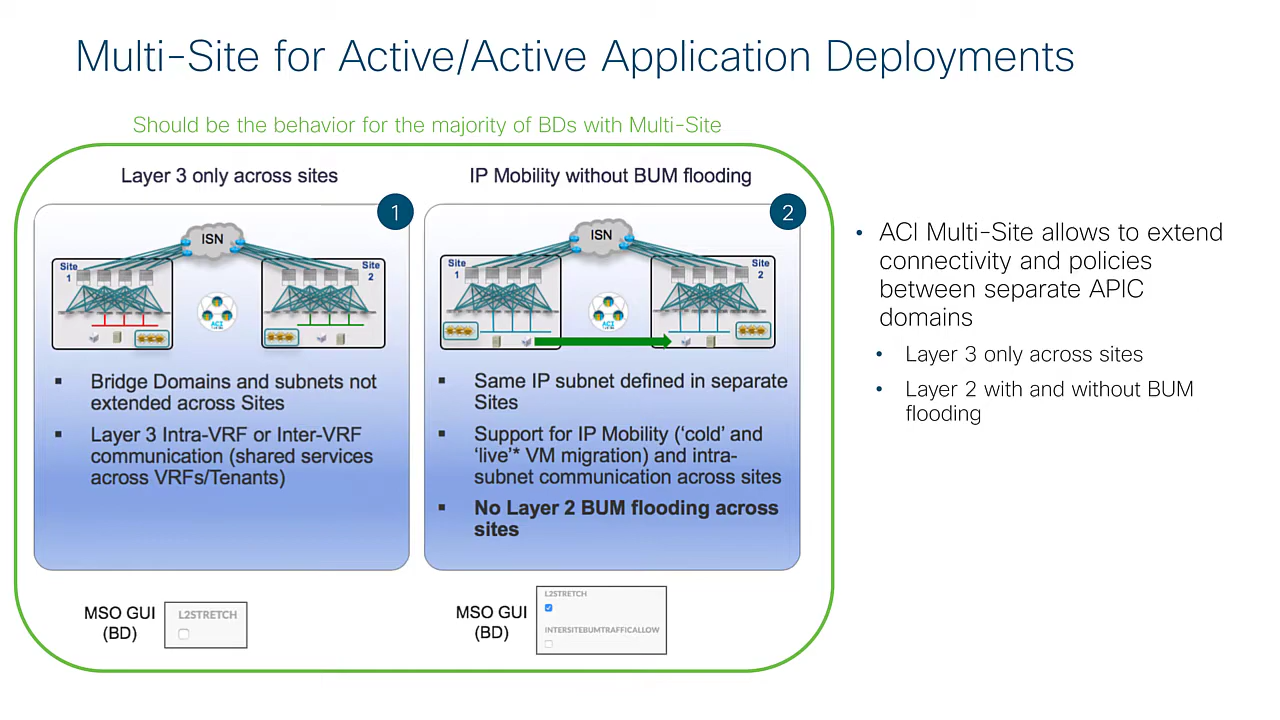 Multi-Site for Active/Active Application Deployments
Should be the behavior for the majority of BDs with Multi-Site
Layer 3 only across sites
1
ISN
Site
1
Site
2
ACI
▪ Bridge Domains and subnets not
extended across Sites
▪ Layer 3 Intra-VRF or Inter-VRF
communication (shared services
across VRFs/Tenants)
MSO GUI
(BD)
L2STRETCH
IP Mobility without BUM flooding
2
ISN
Site
1
Site
2
ACI
▪ Same IP subnet defined in separate
Sites
▪ Support for IP Mobility (‘cold’ and
‘live’* VM migration) and intra-
subnet communication across sites
▪ No Layer 2 BUM flooding across
sites
MSO GUI
(BD)
L2STRETCH
INTERSITEBUMTRAFFICALLOW
• ACI Multi-Site allows to extend
connectivity and policies
between separate APIC
domains
• Layer 3 only across sites
• Layer 2 with and without BUM
flooding